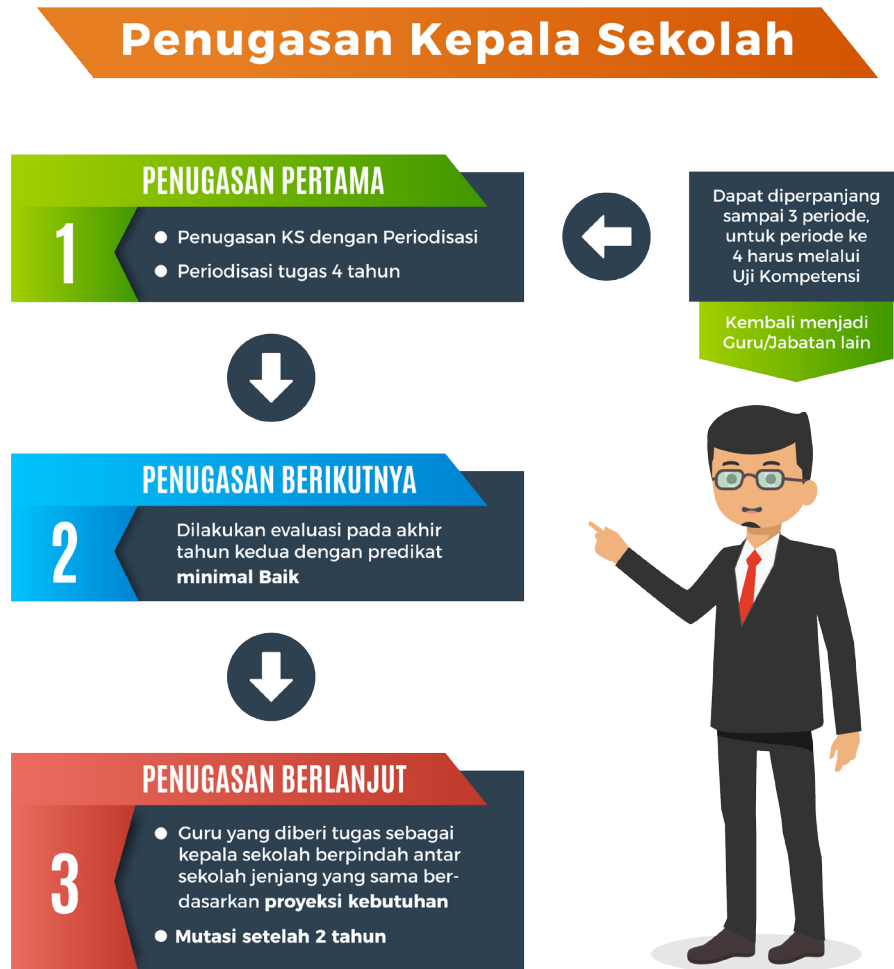 Penugasan Kepala Sekolah
PENUGASAN PERTAMA
1
● Penugasan KS dengan Periodisasi
● Periodisasi tugas 4 tahun
Dapat diperpanjang
sampai 3 periode,
untuk periode ke
4 harus melalui
Uji Kompetensi
Kembali menjadi
Guru/Jabatan lain
PENUGASAN BERIKUTNYA
2
Dilakukan evaluasi pada akhir
tahun kedua dengan predikat
minimal Baik
PENUGASAN BERLANJUT
3
● Guru yang diberi tugas sebagai
kepala sekolah berpindah antar
sekolah jenjang yang sama ber-
dasarkan proyeksi kebutuhan
● Mutasi setelah 2 tahun